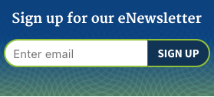 Sign up for our eNewsletter
Enter email SIGN UP